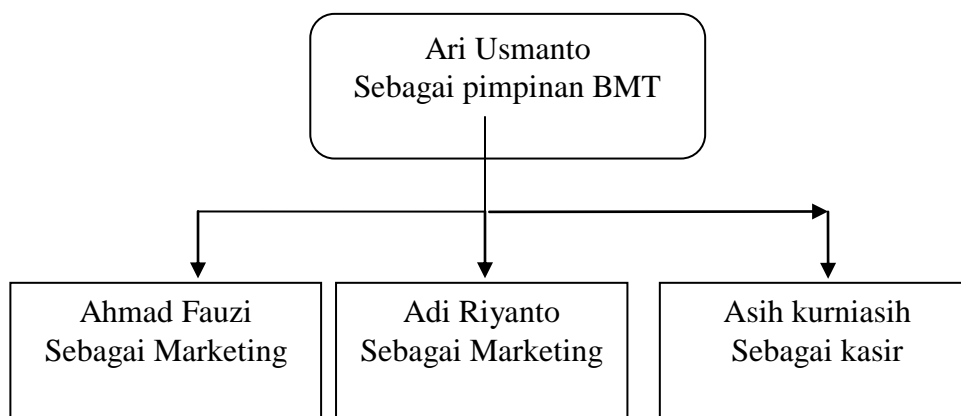 Ari Usmanto
Sebagai pimpinan BMT
Ahmad Fauzi
Sebagai Marketing
Adi Riyanto
Sebagai Marketing
Asih kurniasih
Sebagai kasir